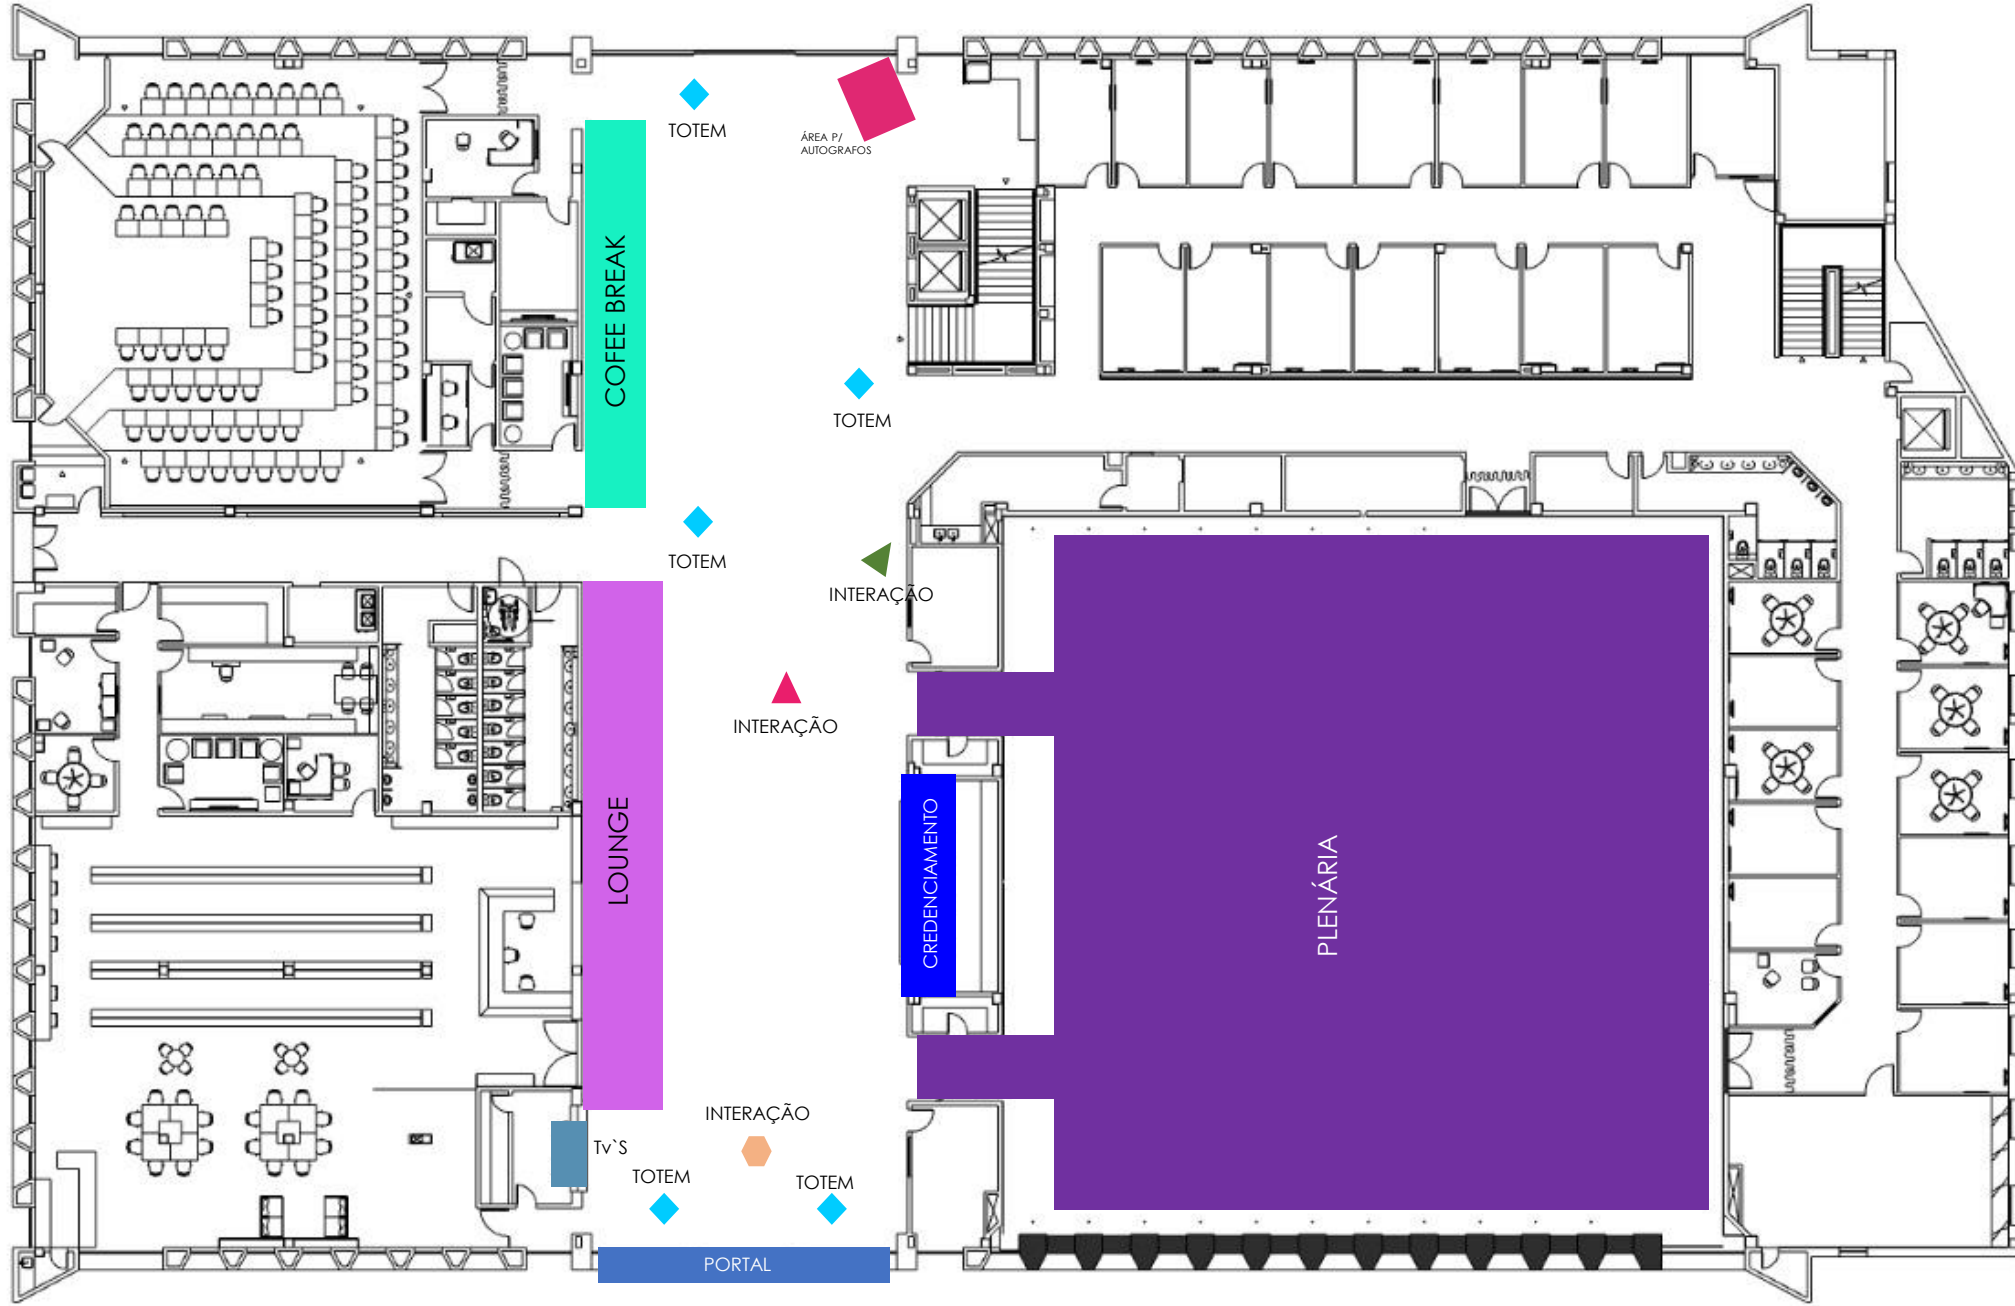 TOTEM
ÁREA P/
AUTOGRAFOS
COFEE BREAK
TOTEM
TOTEM
INTERAÇÃO
INTERAÇÃO
LOUNGE
CREDENCIAMENTO
PLENÁRIA
INTERAÇÃO
Tv`S
TOTEM
TOTEM
PORTAL